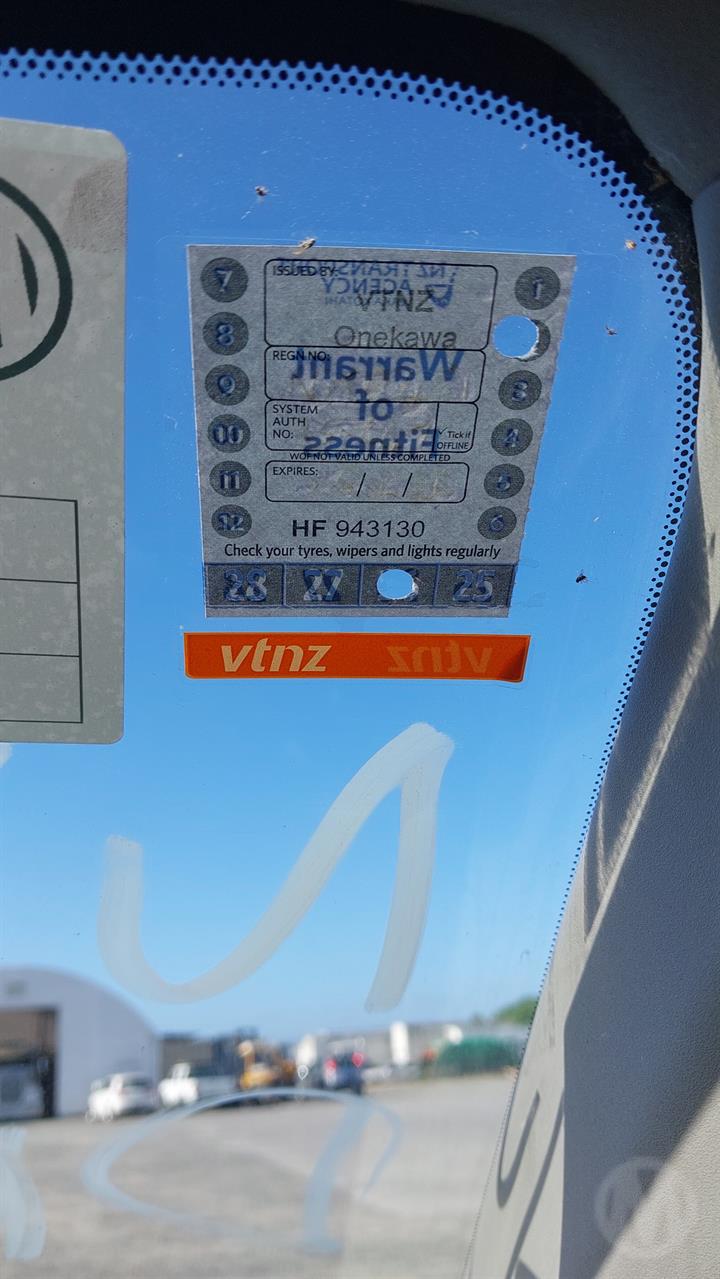 7
8
9
10
11
12
ISSUED BY:
NZ TRANSPORT
AGENCY
VTNZ
Onekawa
REGN NO:
Warrant
of
Fitness
SYSTEM
AUTH
NO:
Tick if
OFFLINE
WOF NOT VALID UNLESS COMPLETED
EXPIRES: / /
1
3
4
5
6
HF 943130
Check your tyres, wipers and lights regularly
25
vtnz vtnz